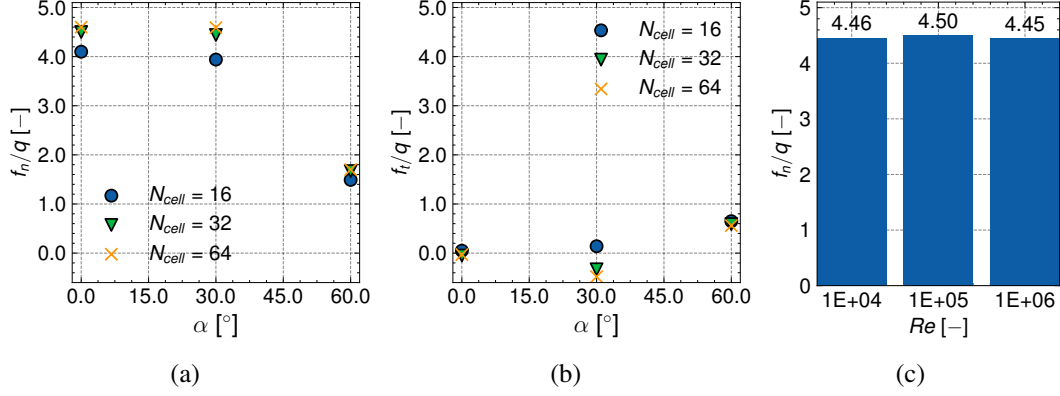 5.0
4.0
3.0
2.0
1.0
0.0
f_n/q [−]
N_cell = 16
N_cell = 32
N_cell = 64
0.0 15.0 30.0 45.0 60.0
α [°]
(a)
5.0
4.0
3.0
2.0
1.0
0.0
f_t/q [−]
N_cell = 16
N_cell = 32
N_cell = 64
0.0 15.0 30.0 45.0 60.0
α [°]
(b)
5
4
3
2
1
0
f_n/q [−]
4.46 4.50 4.45
1E+04 1E+05 1E+06
Re [−]
(c)